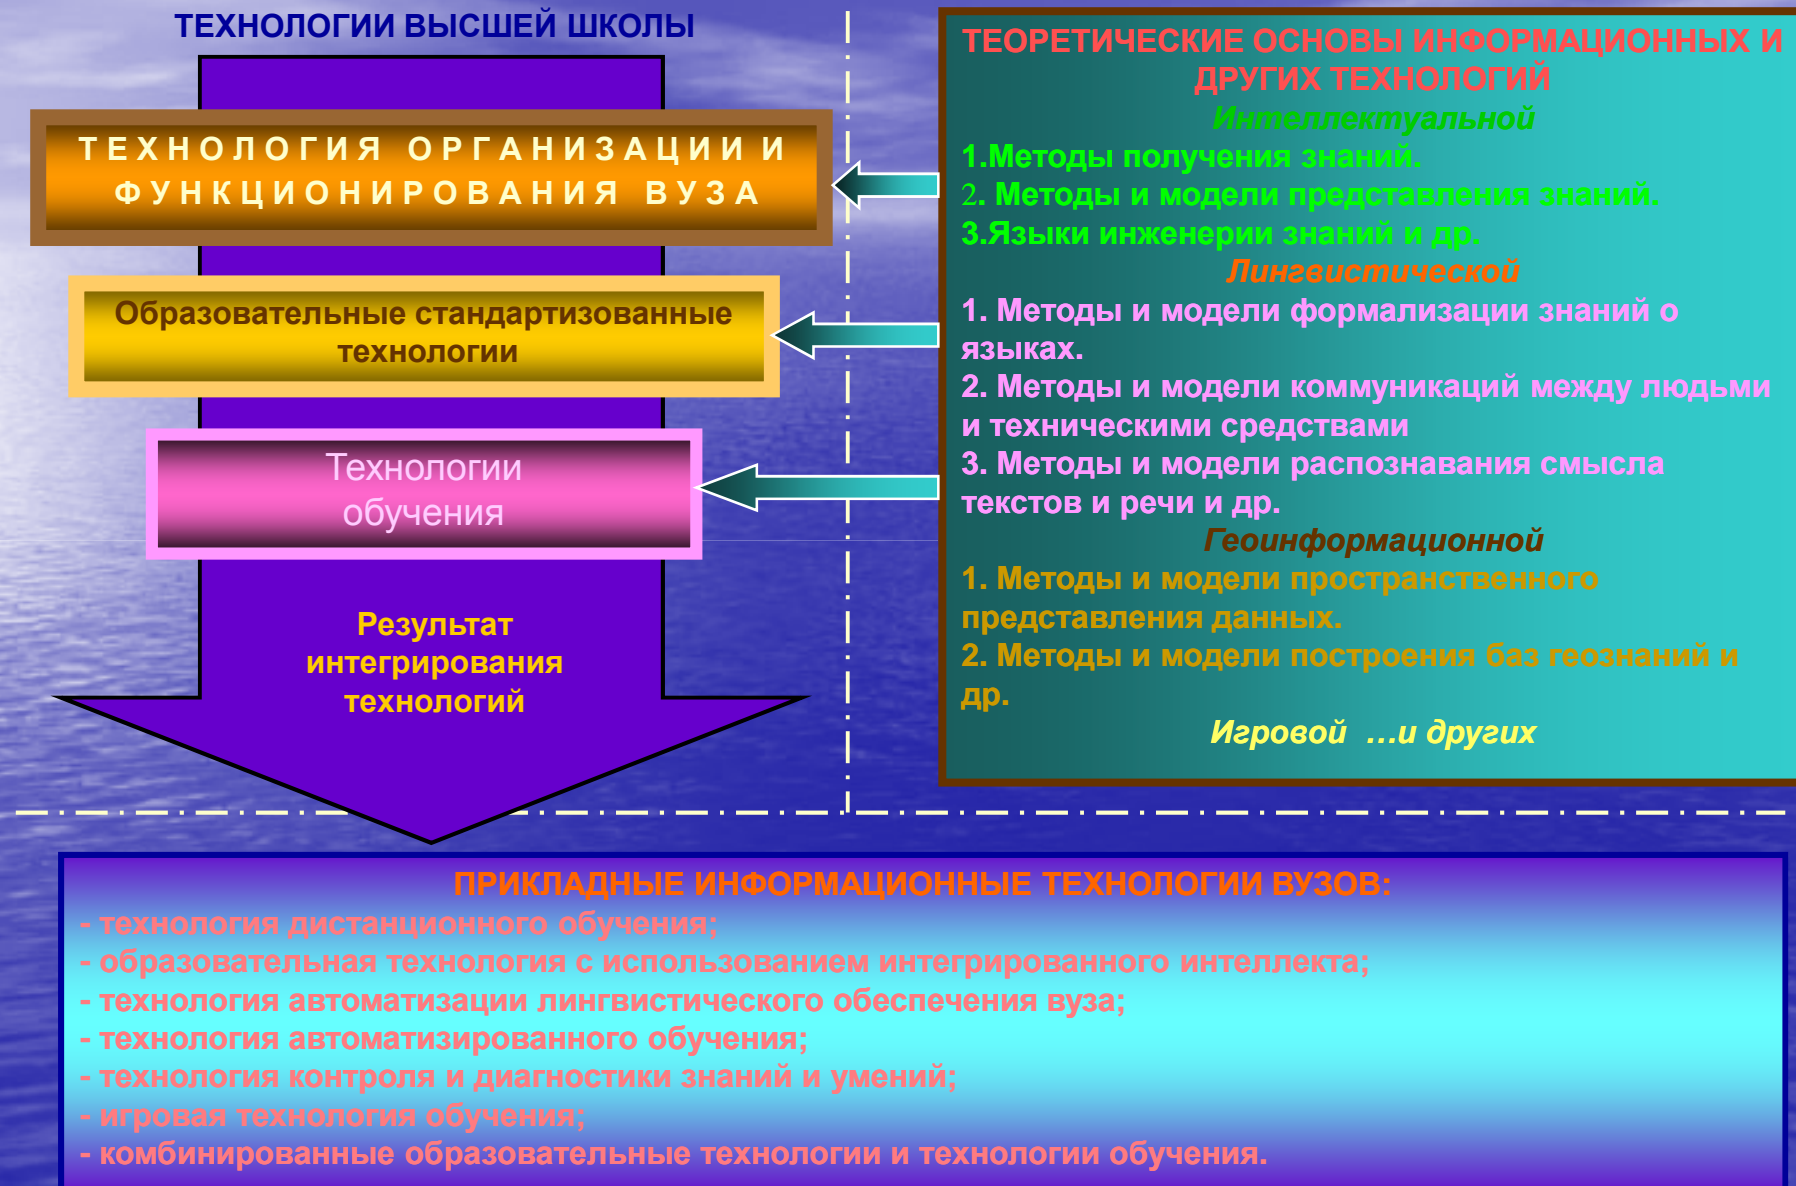 ТЕХНОЛОГИИ ВЫСШЕЙ ШКОЛЫ
ТЕХНОЛОГИЯ ОРГАНИЗАЦИИ И
ФУНКЦИОНИРОВАНИЯ ВУЗА
Образовательные стандартизованные
технологии
Технологии
обучения
Результат
интегрирования
технологий
ТЕОРЕТИЧЕСКИЕ ОСНОВЫ ИНФОРМАЦИОННЫХ И
ДРУГИХ ТЕХНОЛОГИЙ
Интеллектуальной
1.Методы получения знаний.
2. Методы и модели представления знаний.
3.Языки инженерии знаний и др.
Лингвистической
1. Методы и модели формализации знаний о
языках.
2. Методы и модели коммуникаций между людьми
и техническими средствами
3. Методы и модели распознавания смысла
текстов и речи и др.
Геоинформационной
1. Методы и модели пространственного
представления данных.
2. Методы и модели построения баз геознаний и
др.
Игровой …и других
ПРИКЛАДНЫЕ ИНФОРМАЦИОННЫЕ ТЕХНОЛОГИИ ВУЗОВ:
- технология дистанционного обучения;
- образовательная технология с использованием интегрированного интеллекта;
- технология автоматизации лингвистического обеспечения вуза;
- технология автоматизированного обучения;
- технология контроля и диагностики знаний и умений;
- игровая технология обучения;
- комбинированные образовательные технологии и технологии обучения.